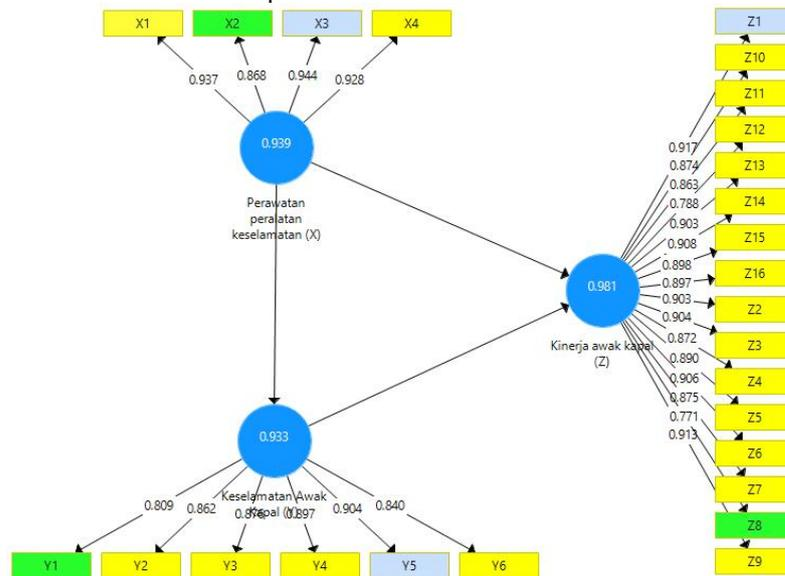 X1
X2
X3
X4
0.937
0.868
0.944
0.928
0.939
Perawatan
peralatan
keselamatan (X)
Z1
Z10
Z11
Z12
Z13
Z14
Z15
Z16
Z2
Z3
Z4
Z5
Z6
Z7
Z8
Z9
0.917
0.874
0.863
0.788
0.903
0.908
0.898
0.897
0.903
0.904
0.872
0.890
0.906
0.875
0.771
0.913
0.981
Kinerja awak kapal
(Z)
0.933
Keselamatan Awak
Kapal (Y)
0.809
0.862
0.897
0.904
0.840
Y1
Y2
Y3
Y4
Y5
Y6